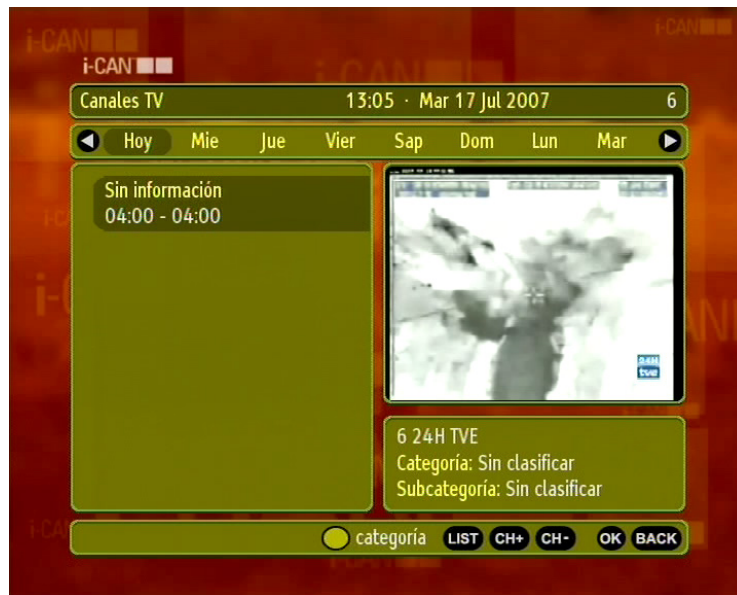 i-CAN
i-CAN
i-CAN
Canales TV 13:05 · Mar 17 Jul 2007 6
Hoy Mie Jue Vier Sap Dom Lun Mar
Sin información
04:00 - 04:00
24H
tve
6 24H TVE
Categoría: Sin clasificar
Subcategoría: Sin clasificar
categoría LIST CH+ CH- OK BACK